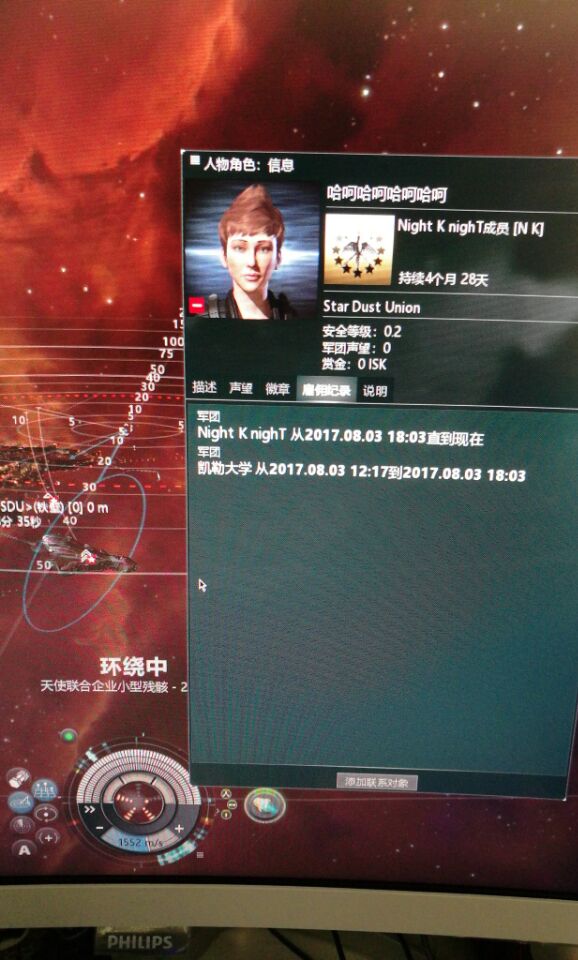 人物角色：信息
哈呵哈呵哈呵哈呵
Night K nighT成员 [N K]
持续4个月 28天
Star Dust Union
安全等级：0.2
军团声望：0
赏金：0 ISK
描述 声望 徽章 雇佣纪录 说明
军团
Night K nighT 从2017.08.03 18:03直到现在
军团
凯勒大学 从2017.08.03 12:17到2017.08.03 18:03
100
75
50
40
30
20
10
5
10
5
5
10
20
30
[0] 0 m
分 35秒
40
50
环绕中
天使联合企业小型残骸 - 2
添加联系对象
1552 m/s
A
PHILIPS